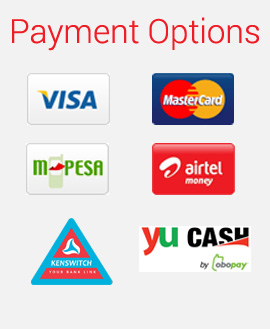 Payment Options
VISA
MasterCard
M-PESA
airtel
money
KENSWITCH
YOUR BANK LINK
yu CASH
by obopay